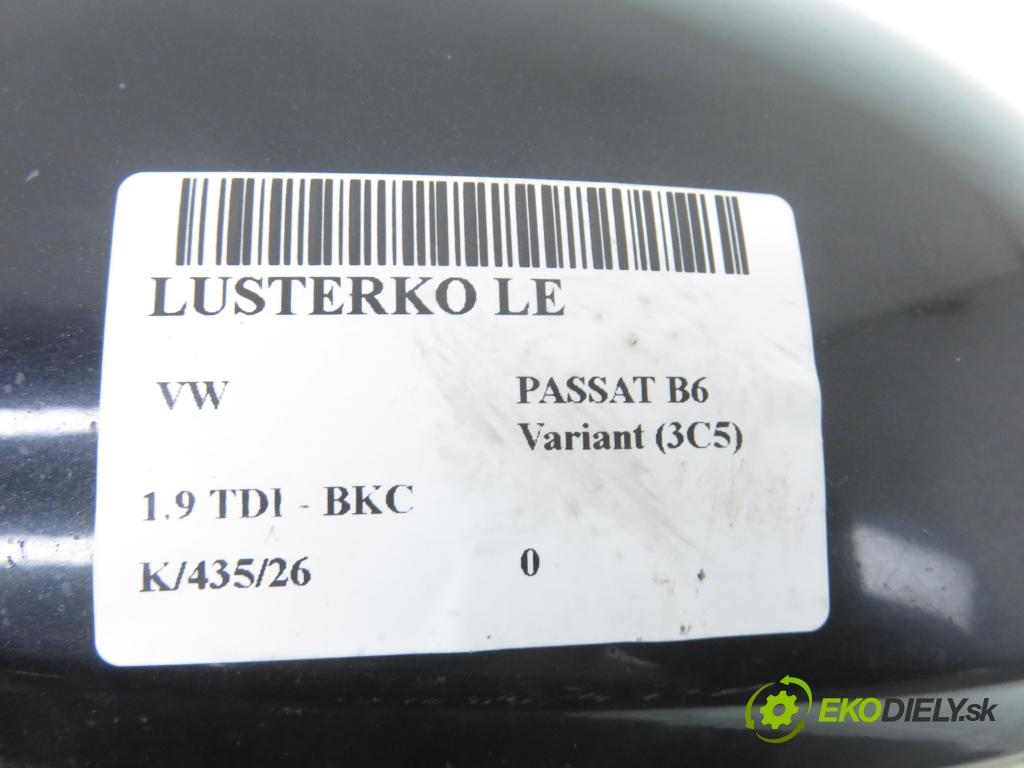 LUSTERKO LE
VW
PASSAT B6
Variant (3C5)
1.9 TDI - BKC
K/435/26
0
EKODIELY.sk